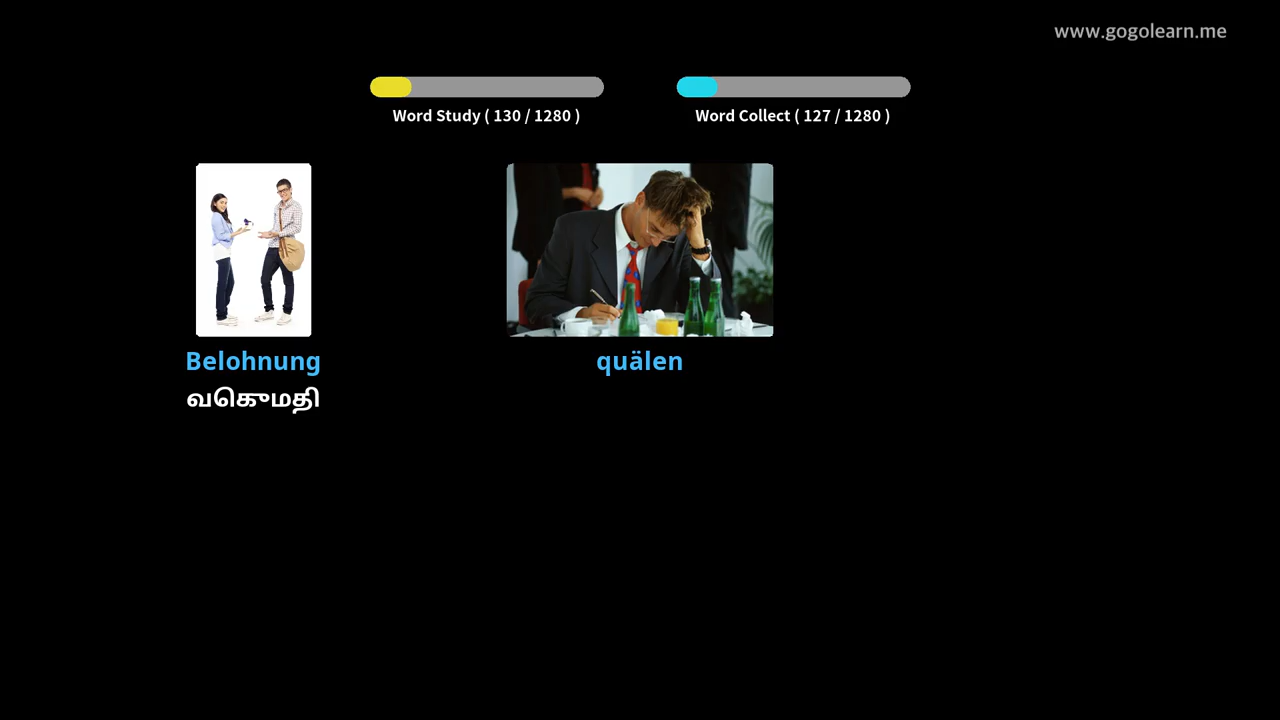 www.gogolearn.me
Word Study ( 130 / 1280 )
Word Collect ( 127 / 1280 )
Belohnung
வெகுமதி
quälen